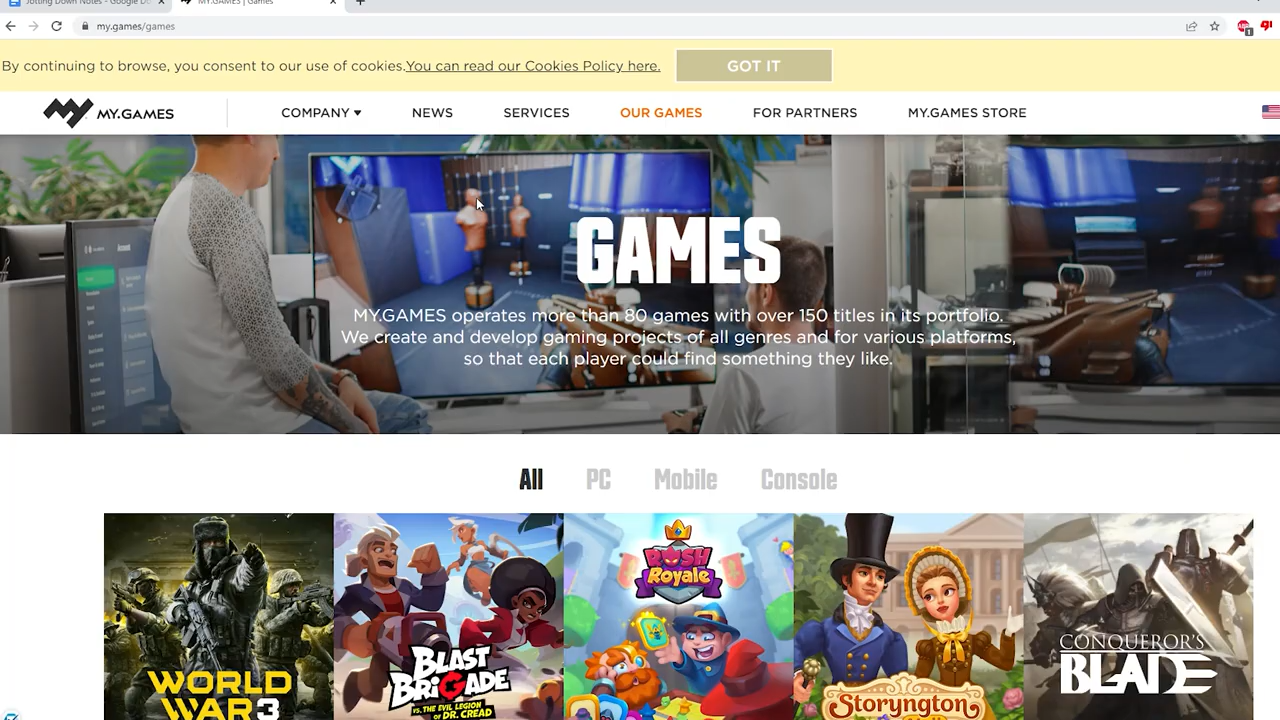 Jotting Down Notes - Google D
MY.GAMES | Games
my.games/games
1
By continuing to browse, you consent to our use of cookies.You can read our Cookies Policy here.
GOT IT
MY.GAMES
COMPANY
NEWS
SERVICES
OUR GAMES
FOR PARTNERS
MY.GAMES STORE
GAMES
MY.GAMES operates more than 80 games with over 150 titles in its portfolio.
We create and develop gaming projects of all genres and for various platforms,
so that each player could find something they like.
All
PC
Mobile
Console
WORLD
WAR3
BLAST
BRIGADE
VS. THE EVIL LEGION
OF DR. CREAD
RUSH
Royale
Storyngton
CONQUEROR'S
BLADE